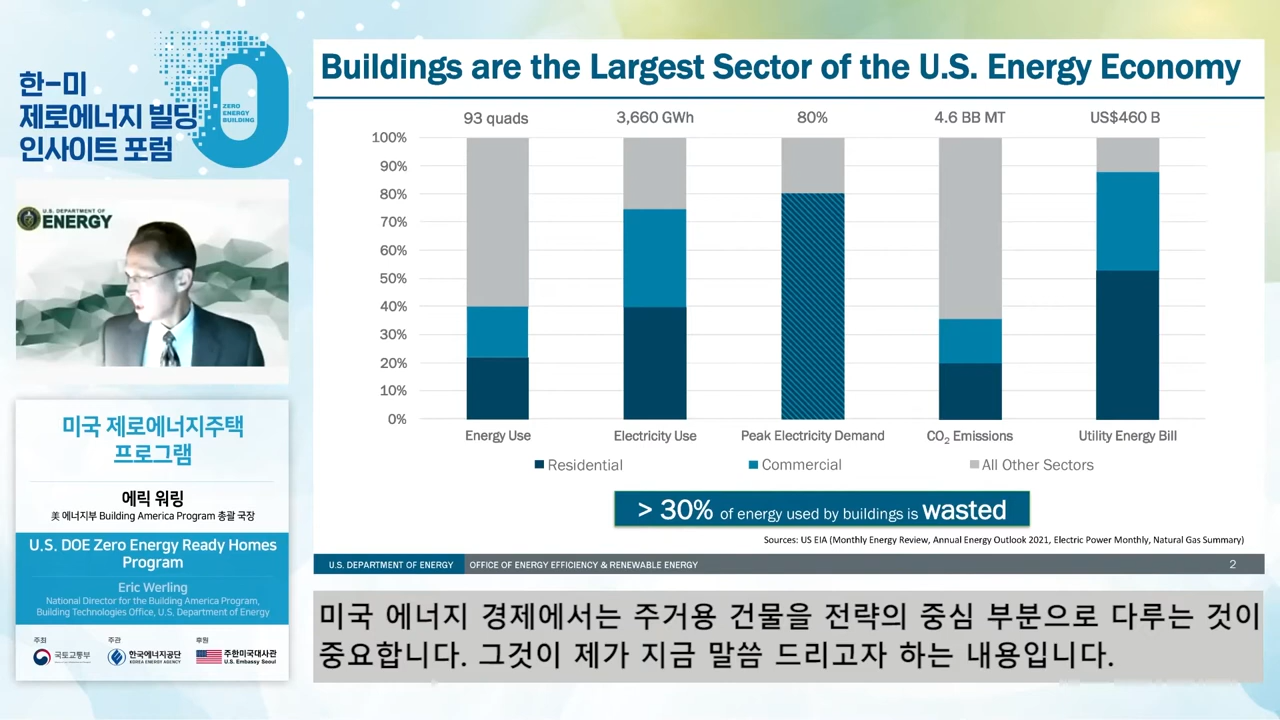 한-미
제로에너지 빌딩
인사이트 포럼
ZERO
ENERGY
BUILDING
U.S. DEPARTMENT OF
ENERGY
미국 제로에너지주택
프로그램
에릭 워링
美 에너지부 Building America Program 총괄 국장
U.S. DOE Zero Energy Ready Homes
Program
Eric Werling
National Director for the Building America Program,
Building Technologies Office, U.S. Department of Energy
주최
주관
후원
국토교통부
한국에너지공단
KOREA ENERGY AGENCY
주한미국대사관
U.S. Embassy Seoul
Buildings are the Largest Sector of the U.S. Energy Economy
93 quads
3,660 GWh
80%
4.6 BB MT
US$460 B
100%
90%
80%
70%
60%
50%
40%
30%
20%
10%
0%
Energy Use
Electricity Use
Peak Electricity Demand
CO₂ Emissions
Utility Energy Bill
Residential
Commercial
All Other Sectors
> 30% of energy used by buildings is wasted
Sources: US EIA (Monthly Energy Review, Annual Energy Outlook 2021, Electric Power Monthly, Natural Gas Summary)
U.S. DEPARTMENT OF ENERGY OFFICE OF ENERGY EFFICIENCY & RENEWABLE ENERGY 2
미국 에너지 경제에서는 주거용 건물을 전략의 중심 부분으로 다루는 것이
중요합니다. 그것이 제가 지금 말씀 드리고자 하는 내용입니다.